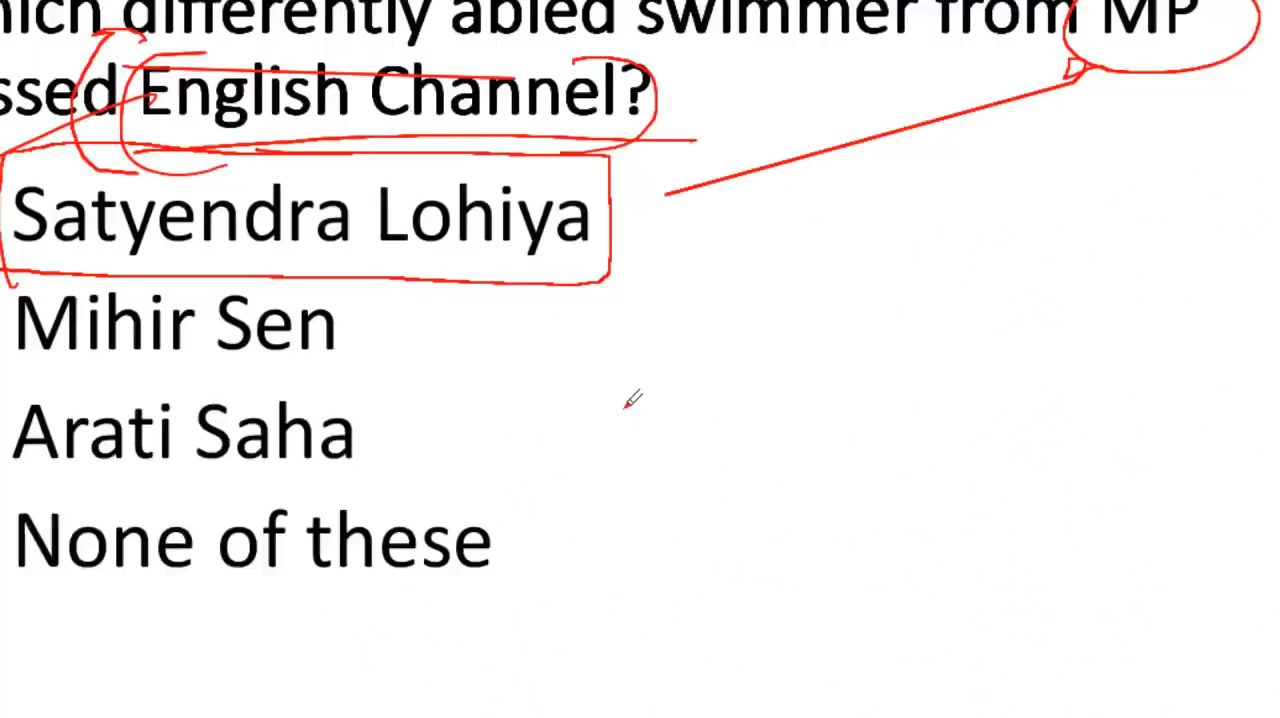 hich differently abled swimmer from MP
ssed English Channel?
Satyendra Lohiya
Mihir Sen
Arati Saha
None of these